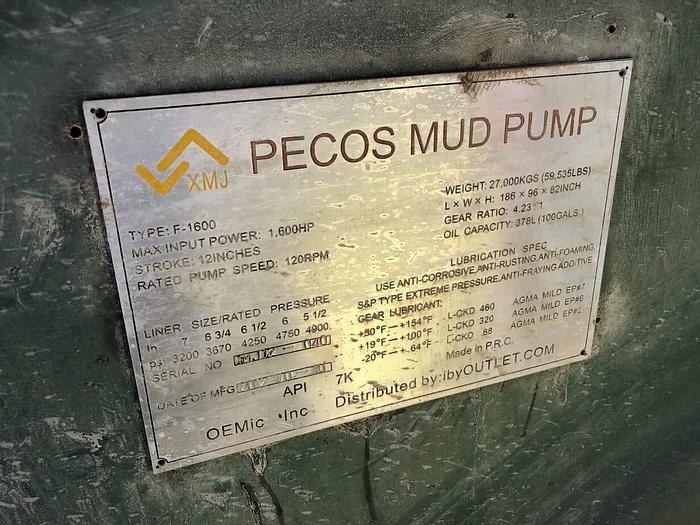 XMJ
PECOS MUD PUMP
TYPE: F-1600
MAX INPUT POWER: 1,600HP
STROKE: 12INCHES
RATED PUMP SPEED: 120RPM
WEIGHT: 27,000KGS (59,535LBS)
L × W × H: 186 × 96 × 82INCH
GEAR RATIO: 4.23:1
OIL CAPACITY: 378L (100GALS.)
LINER SIZE/RATED PRESSURE
In 7 6 3/4 6 1/2 6 5 1/2
psi 3200 3670 4250 4750 4900
SERIAL NO
DATE OF MFG
API 7K
OEMic Inc
LUBRICATION SPEC
USE ANTI-CORROSIVE,ANTI-RUSTING,ANTI-FOAMING,
S&P TYPE EXTREME PRESSURE,ANTI-FRAYING ADDITIVE
GEAR LUBRICANT:
+50°F~+154°F L-CKD 460 AGMA MILD EP#7
+19°F~+100°F L-CKD 320 AGMA MILD EP#6
-20°F~+ 64°F L-CKD 68 AGMA MILD EP#2
Made in P.R.C.
Distributed by:ibyOUTLET.COM